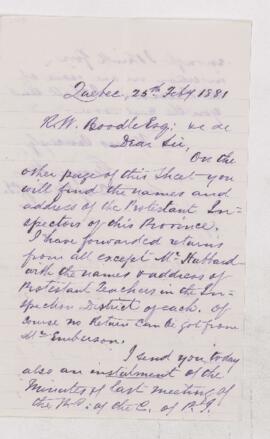 Quebec, 25th Feby 1881
R. W. Boodle Esq: &c &c
Dear Sir,
On the
other page of this sheet you
will find the names and
address of the Protestant In-
spectors of this Province.
I have forwarded returns
from all except Mr Hubbard
with the names & address of
Protestant Teachers in the In-
spection District of each. Of
course no Return can be got from
Mr Emberson.
I send you today
also an instalment of the
Minutes of last meeting of
the P.C. of the C. of P. I.